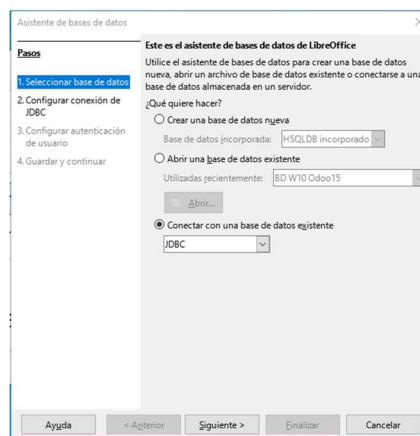 Asistente de bases de datos
Pasos
1. Seleccionar base de datos
2. Configurar conexión de
JDBC
3. Configurar autenticación
de usuario
4. Guardar y continuar
Este es el asistente de bases de datos de LibreOffice
Utilice el asistente de bases de datos para crear una base de datos
nueva, abrir un archivo de base de datos existente o conectarse a una
base de datos almacenada en un servidor.
¿Qué quiere hacer?
Crear una base de datos nueva
Base de datos incorporada: HSQLDB incorporado
Abrir una base de datos existente
Utilizadas recientemente: BD W10 Odoo15
Abrir...
Conectar con una base de datos existente
JDBC
Ayuda < Anterior Siguiente > Finalizar Cancelar